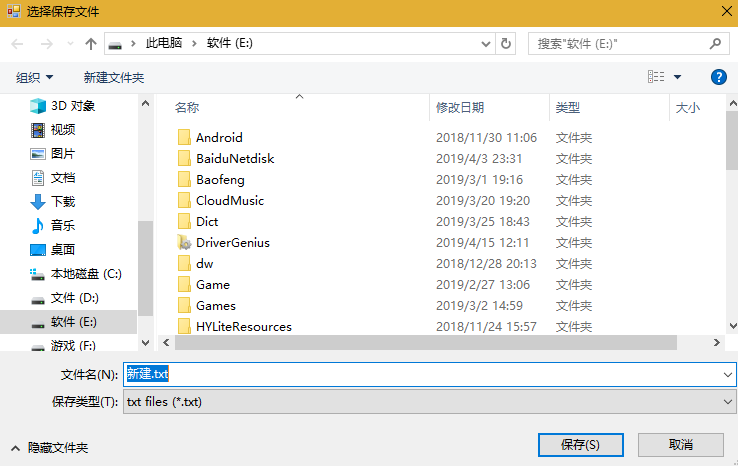 选择保存文件
此电脑 软件 (E:) 搜索"软件 (E:)"
组织 新建文件夹
名称 修改日期 类型 大小
3D 对象
视频
图片
文档
下载
音乐
桌面
本地磁盘 (C:)
文件 (D:)
软件 (E:)
游戏 (F:)
Android 2018/11/30 11:06 文件夹
BaiduNetdisk 2019/4/3 23:31 文件夹
Baofeng 2019/3/1 19:16 文件夹
CloudMusic 2019/3/20 19:20 文件夹
Dict 2019/3/25 18:43 文件夹
DriverGenius 2019/4/15 12:11 文件夹
dw 2018/12/28 20:13 文件夹
Game 2019/2/27 13:06 文件夹
Games 2019/3/2 14:59 文件夹
HYLiteResources 2018/11/24 15:57 文件夹
文件名(N): 新建.txt
保存类型(T): txt files (*.txt)
隐藏文件夹 保存(S) 取消